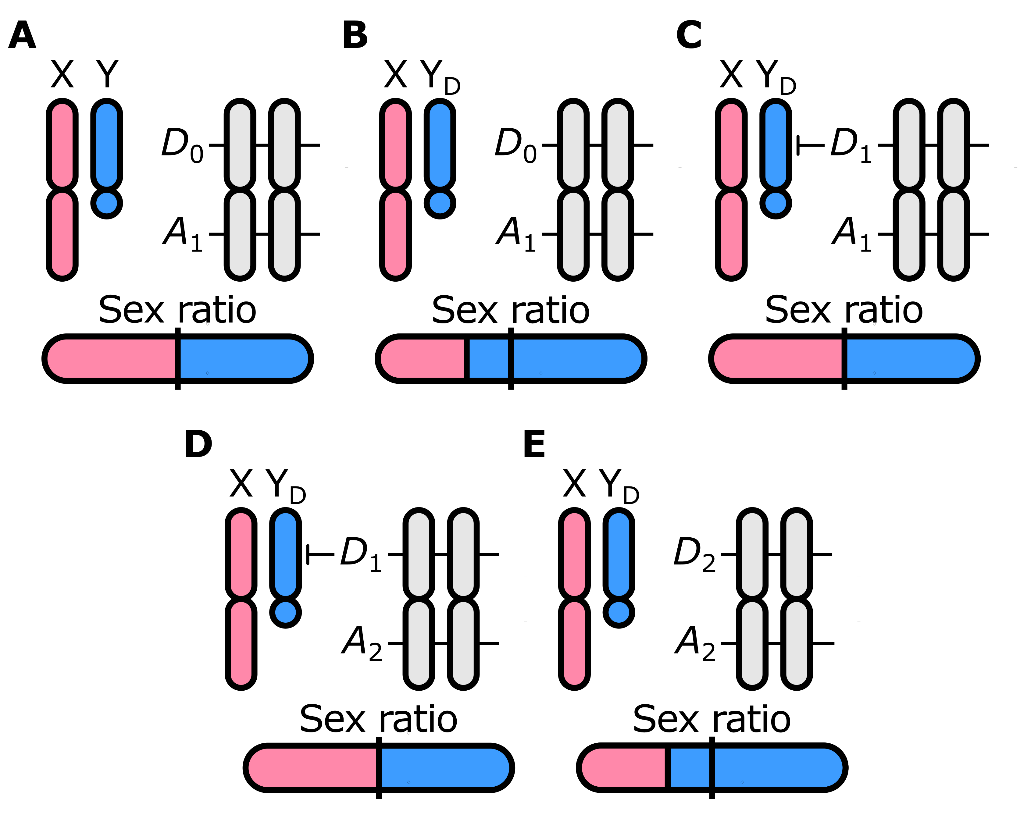 A
X Y
D0
A1
Sex ratio
B
X YD
D0
A1
Sex ratio
C
X YD
D1
A1
Sex ratio
D
X YD
D1
A2
Sex ratio
E
X YD
D2
A2
Sex ratio